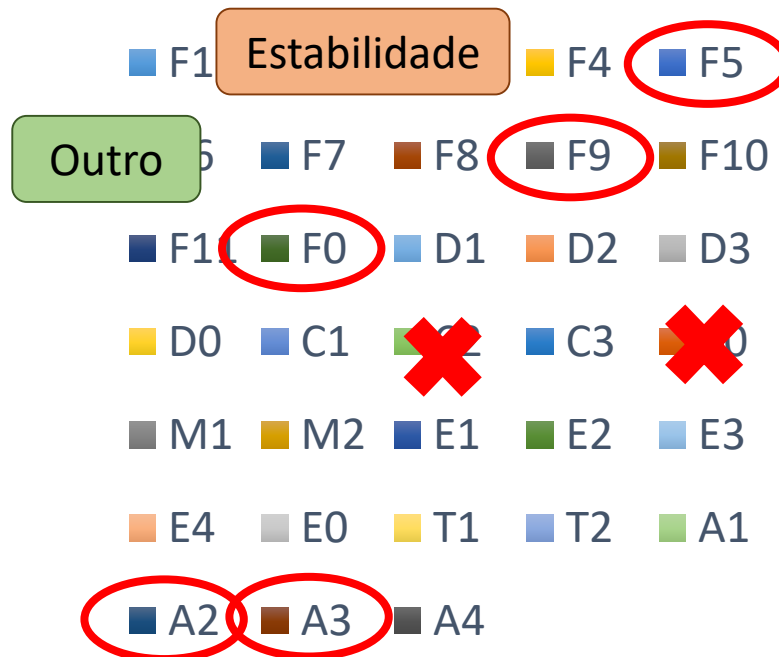 F1 Estabilidade F4 F5
Outro 6 F7 F8 F9 F10
F11 F0 D1 D2 D3
D0 C1 C3
M1 M2 E1 E2 E3
E4 E0 T1 T2 A1
A2 A3 A4